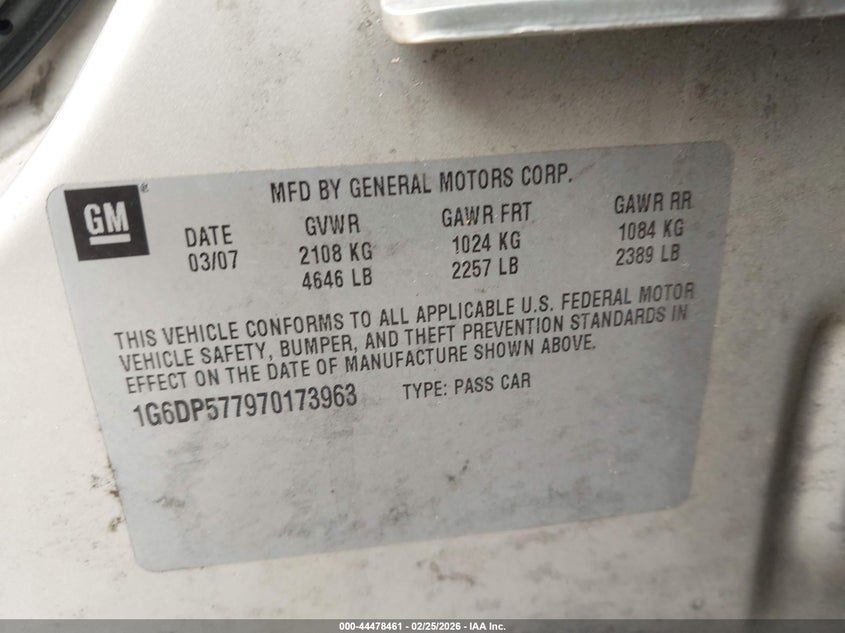 GM®
MFD BY GENERAL MOTORS CORP.
DATE GVWR GAWR FRT GAWR RR
03/07 2108 KG 1024 KG 1084 KG
4646 LB 2257 LB 2389 LB
THIS VEHICLE CONFORMS TO ALL APPLICABLE U.S. FEDERAL MOTOR
VEHICLE SAFETY, BUMPER, AND THEFT PREVENTION STANDARDS IN
EFFECT ON THE DATE OF MANUFACTURE SHOWN ABOVE.
1G6DP577970173963 TYPE: PASS CAR
000-44478461 - 02/25/2026 - IAA Inc.